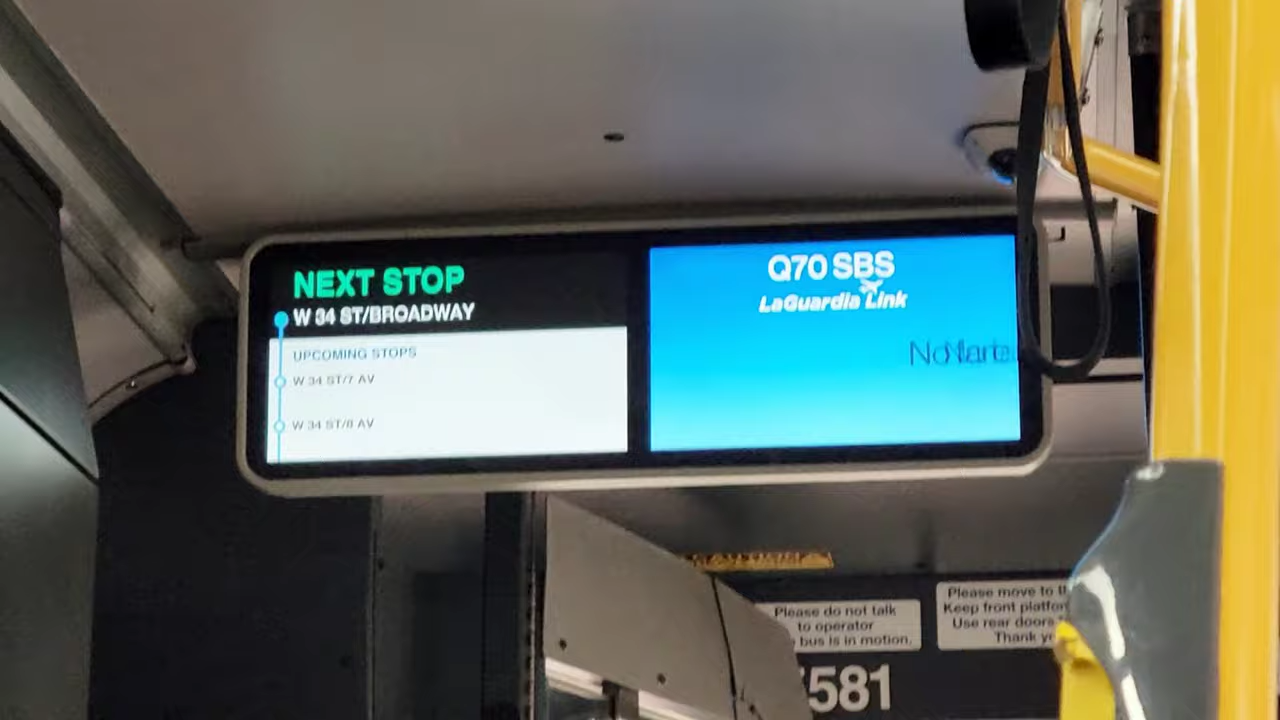 NEXT STOP
W 34 ST/BROADWAY
UPCOMING STOPS
W 34 ST/7 AV
W 34 ST/8 AV
Q70 SBS
LaGuardia Link
Please do not talk
to operator
bus is in motion.
Please move to
Keep front
Use rear doors
Thank
581